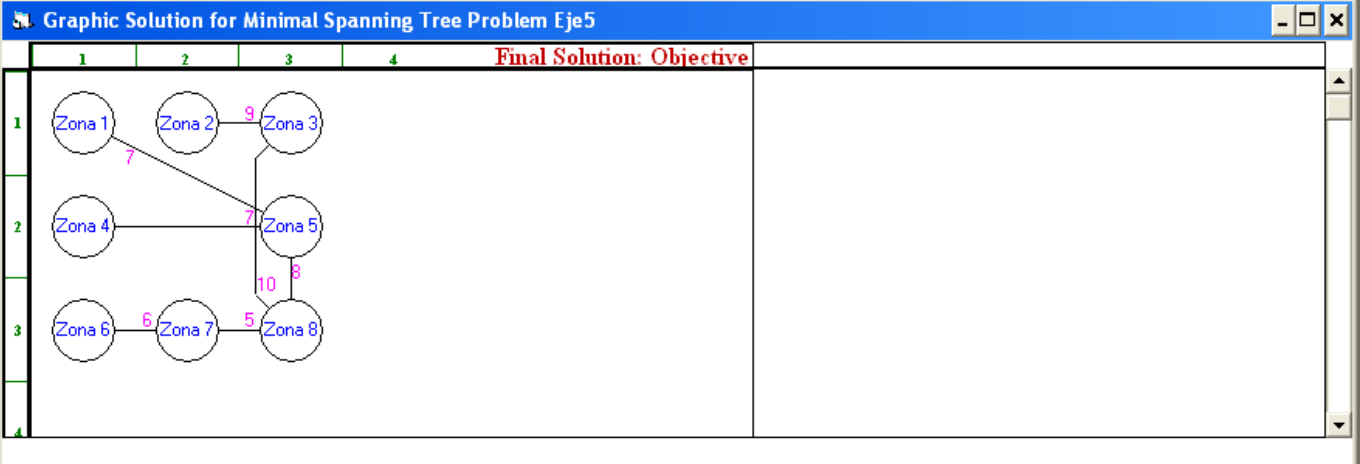 Graphic Solution for Minimal Spanning Tree Problem Eje5
1 2 3 4 Final Solution: Objective
1 Zona 1 Zona 2 9 Zona 3
7
2 Zona 4 7 Zona 5
8
10
3 Zona 6 6 Zona 7 5 Zona 8
4